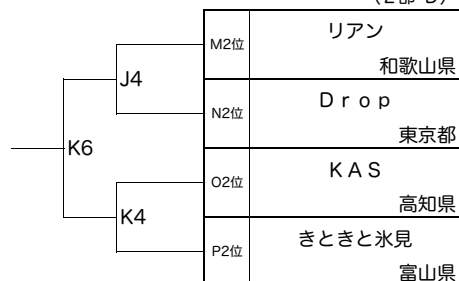 (2部-D)
M2位
リアン
和歌山県
J4
N2位
Ｄｒｏｐ
東京都
K6
O2位
ＫＡＳ
高知県
K4
P2位
きときと氷見
富山県